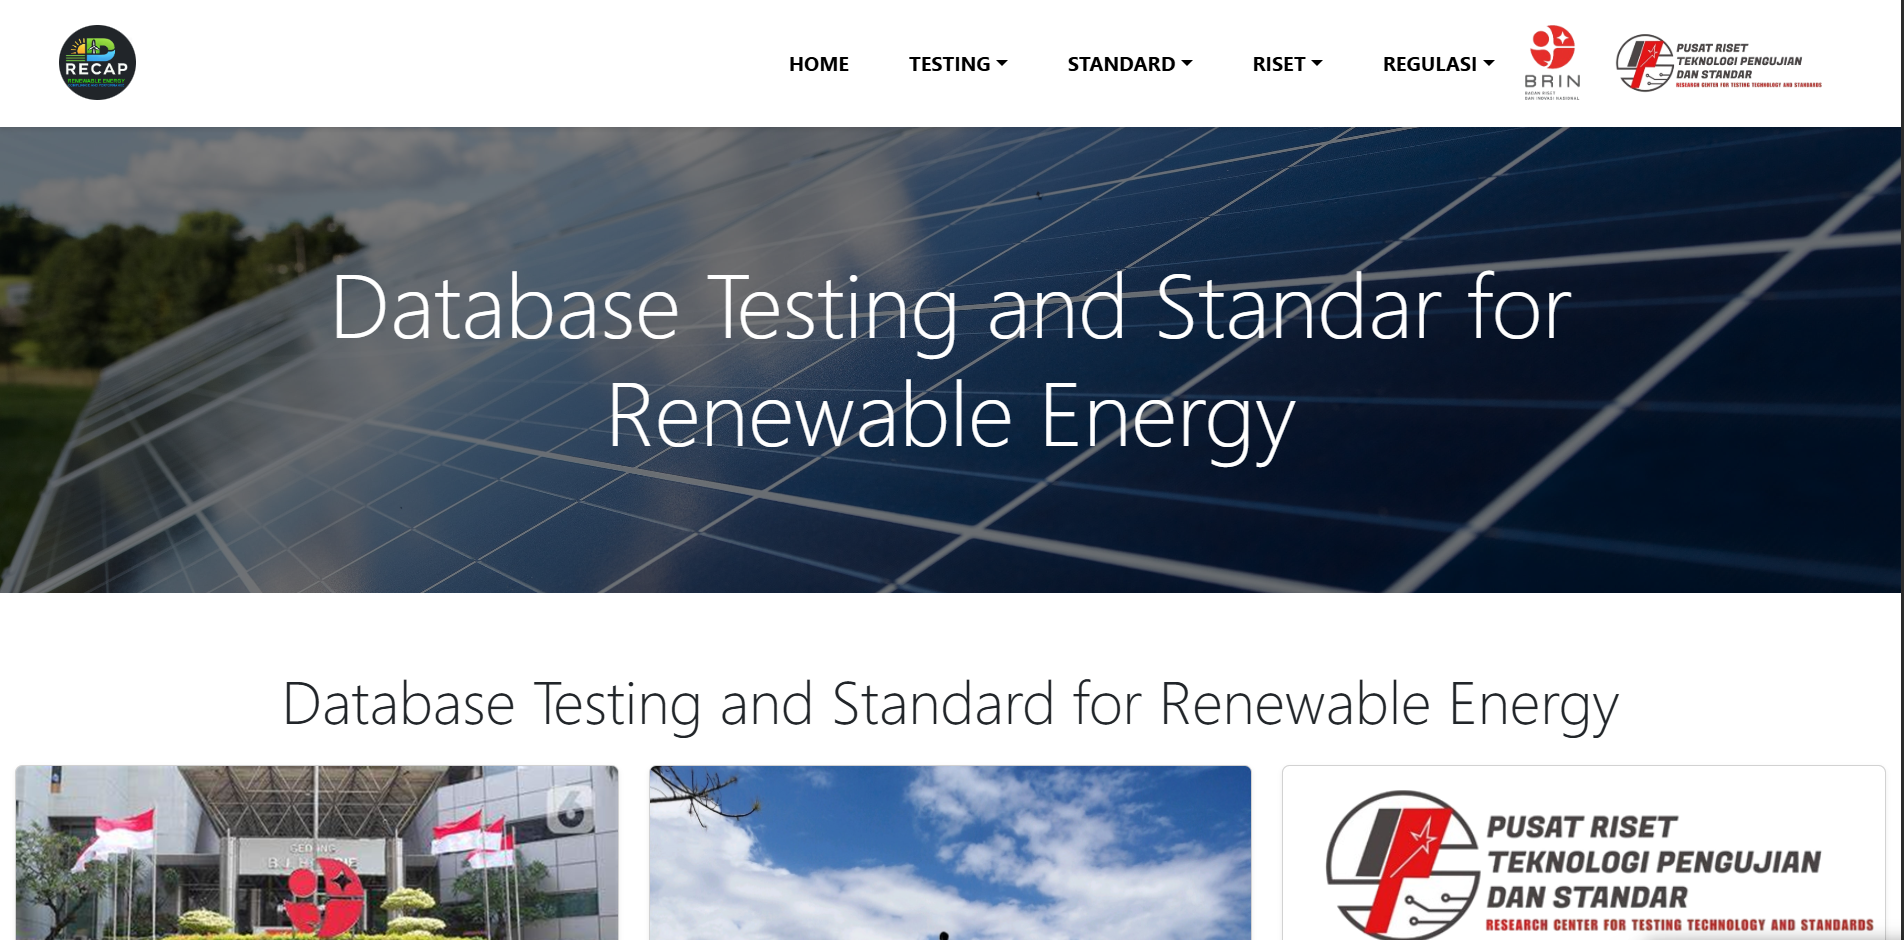 RECAP
RENEWABLE ENERGY
HOME
TESTING
STANDARD
RISET
REGULASI
BRIN
BADAN RISET
DAN INOVASI NASIONAL
PUSAT RISET
TEKNOLOGI PENGUJIAN
DAN STANDAR
RESEARCH CENTER FOR TESTING TECHNOLOGY AND STANDARDS
Database Testing and Standar for
Renewable Energy
Database Testing and Standard for Renewable Energy
GEDUNG
6
PUSAT RISET
TEKNOLOGI PENGUJIAN
DAN STANDAR
RESEARCH CENTER FOR TESTING TECHNOLOGY AND STANDARDS